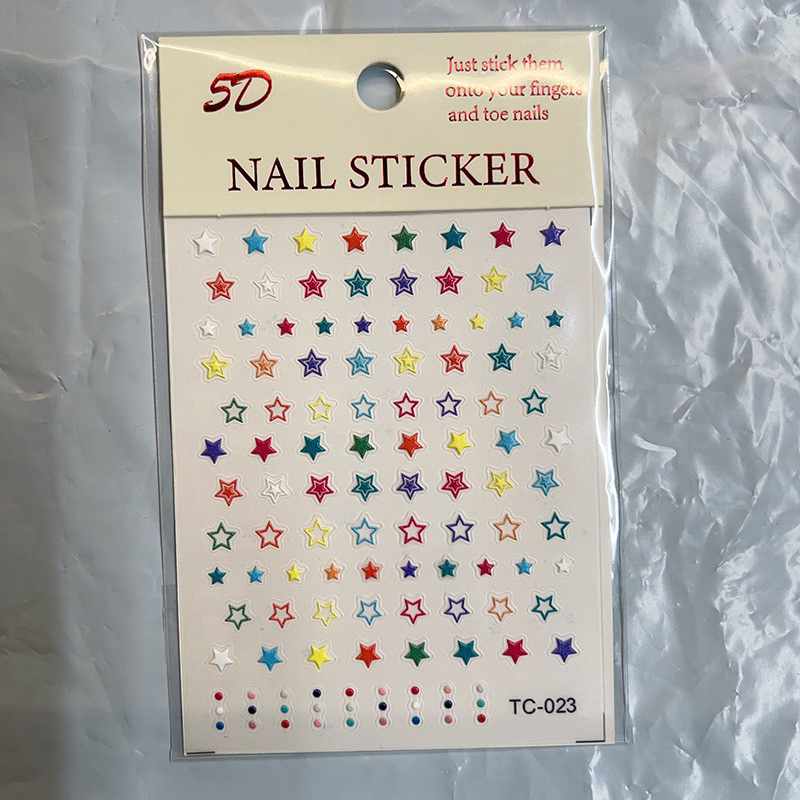 5D
Just stick them
onto your fingers
and toe nails
NAIL STICKER
TC-023